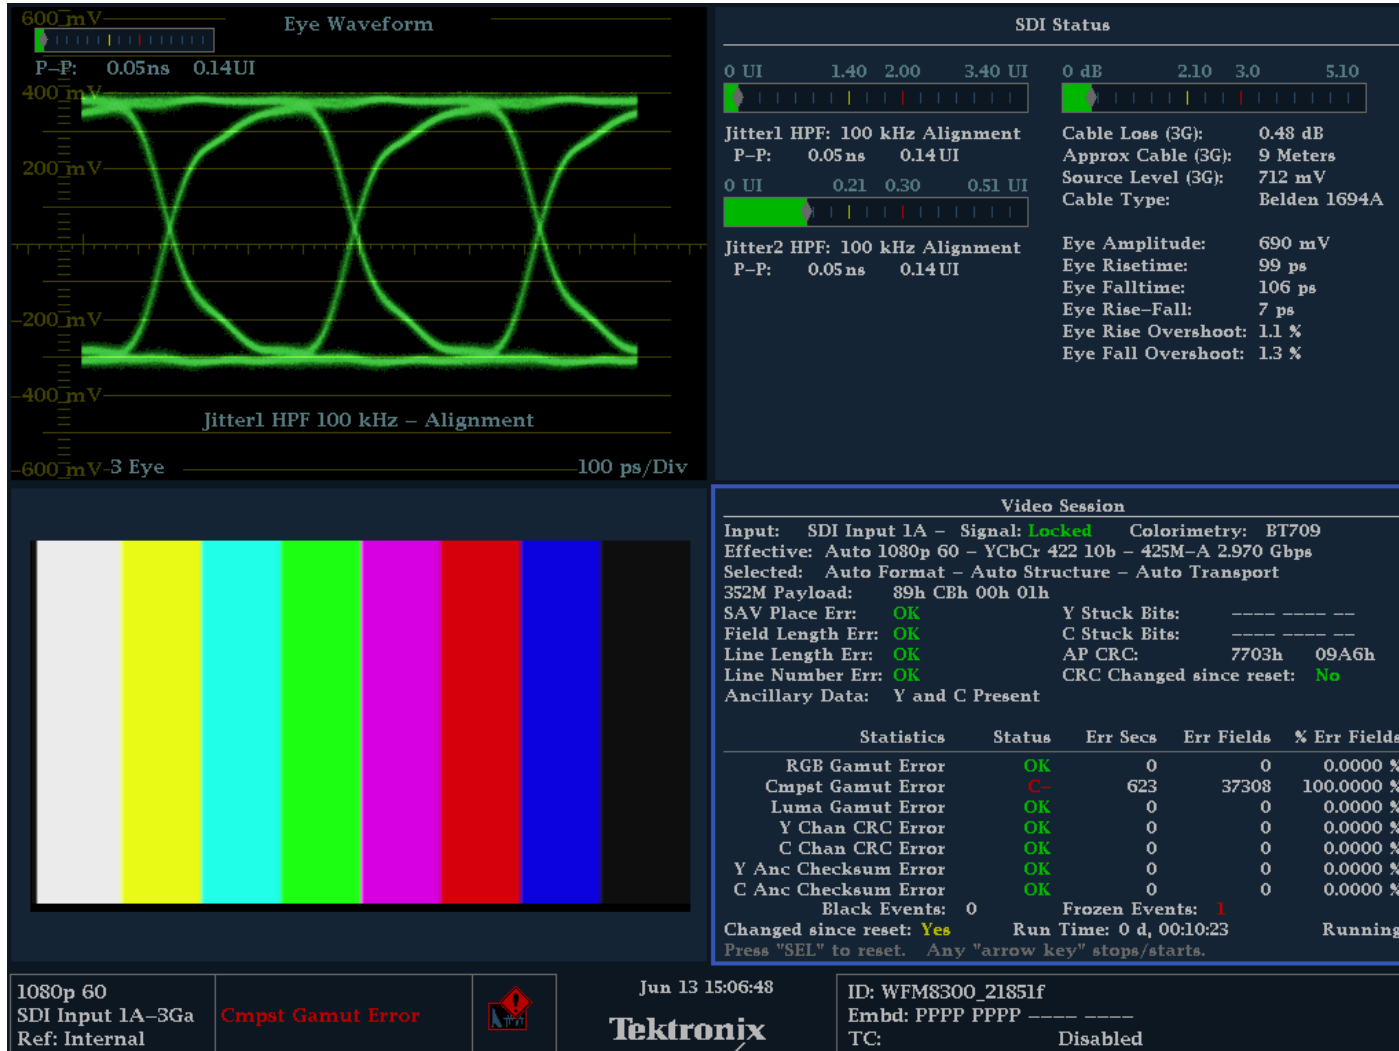 Eye Waveform
600 mV
P-P: 0.05ns 0.14UI
400 mV
200 mV
-200 mV
-400 mV
Jitter1 HPF 100 kHz - Alignment
-600 mV
3 Eye
100 ps/Div
SDI Status
0 UI 1.40 2.00 3.40 UI
Jitter1 HPF: 100 kHz Alignment
P-P: 0.05ns 0.14UI
0 UI 0.21 0.30 0.51 UI
Jitter2 HPF: 100 kHz Alignment
P-P: 0.05ns 0.14UI
0 dB 2.10 3.0 5.10
Cable Loss (3G): 0.48 dB
Approx Cable (3G): 9 Meters
Source Level (3G): 712 mV
Cable Type: Belden 1694A
Eye Amplitude: 690 mV
Eye Risetime: 99 ps
Eye Falltime: 106 ps
Eye Rise-Fall: 7 ps
Eye Rise Overshoot: 1.1 %
Eye Fall Overshoot: 1.3 %
Video Session
Input: SDI Input 1A - Signal: Locked Colorimetry: BT709
Effective: Auto 1080p 60 - YCbCr 422 10b - 425M-A 2.970 Gbps
Selected: Auto Format - Auto Structure - Auto Transport
352M Payload: 89h CBh 00h 01h
SAV Place Err: OK Y Stuck Bits: ---- ---- --
Field Length Err: OK C Stuck Bits: ---- ---- --
Line Length Err: OK AP CRC: 7703h 09A6h
Line Number Err: OK CRC Changed since reset: No
Ancillary Data: Y and C Present
Statistics Status Err Secs Err Fields % Err Fields
RGB Gamut Error OK 0 0 0.0000 %
Cmpst Gamut Error C- 623 37308 100.0000 %
Luma Gamut Error OK 0 0 0.0000 %
Y Chan CRC Error OK 0 0 0.0000 %
C Chan CRC Error OK 0 0 0.0000 %
Y Anc Checksum Error OK 0 0 0.0000 %
C Anc Checksum Error OK 0 0 0.0000 %
Black Events: 0 Frozen Events: 1
Changed since reset: Yes Run Time: 0 d, 00:10:23 Running
Press "SEL" to reset. Any "arrow key" stops/starts.
1080p 60
SDI Input 1A-3Ga
Ref: Internal
Cmpst Gamut Error
Jun 13 15:06:48
Tektronix
ID: WFM8300_21851f
Embd: PPPP PPPP ---- ----
TC: Disabled